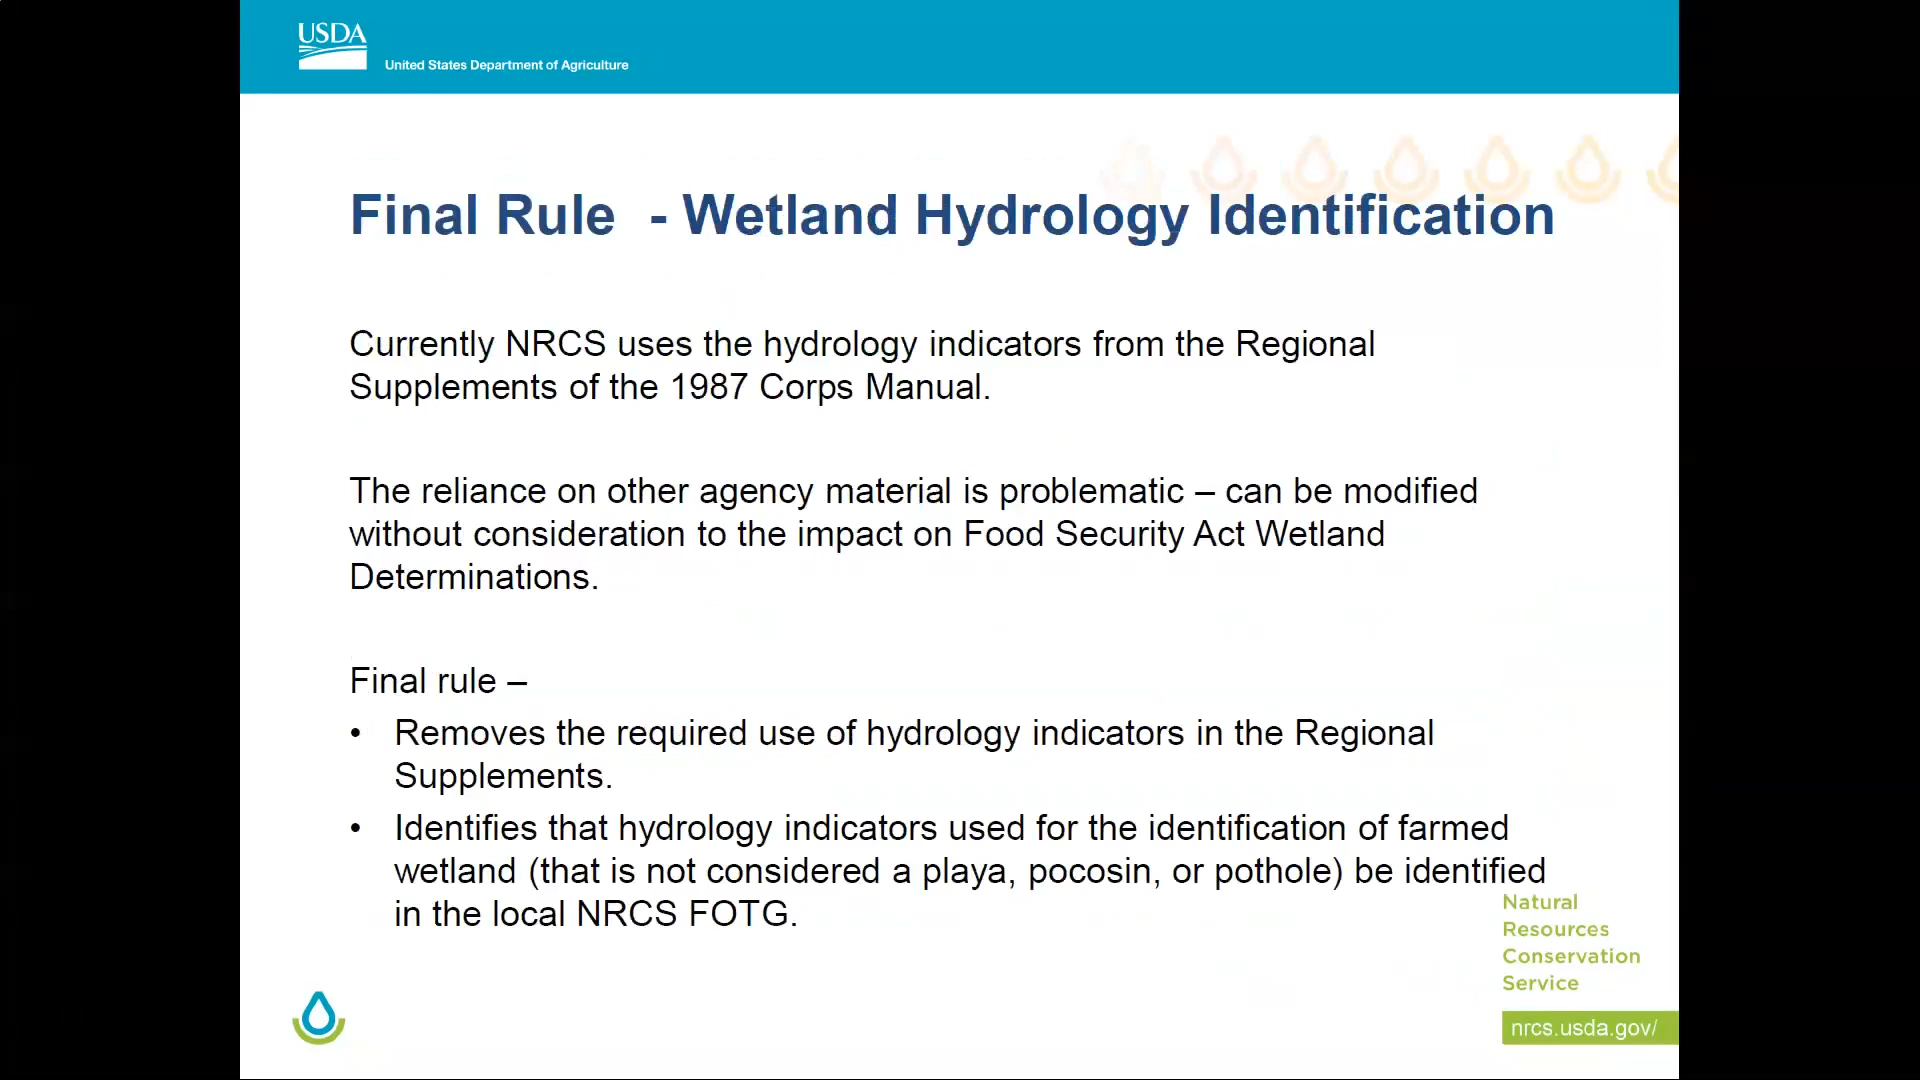 USDA
United States Department of Agriculture
Final Rule - Wetland Hydrology Identification
Currently NRCS uses the hydrology indicators from the Regional
Supplements of the 1987 Corps Manual.
The reliance on other agency material is problematic – can be modified
without consideration to the impact on Food Security Act Wetland
Determinations.
Final rule –
• Removes the required use of hydrology indicators in the Regional
Supplements.
• Identifies that hydrology indicators used for the identification of farmed
wetland (that is not considered a playa, pocosin, or pothole) be identified
in the local NRCS FOTG.
Natural
Resources
Conservation
Service
nrcs.usda.gov/